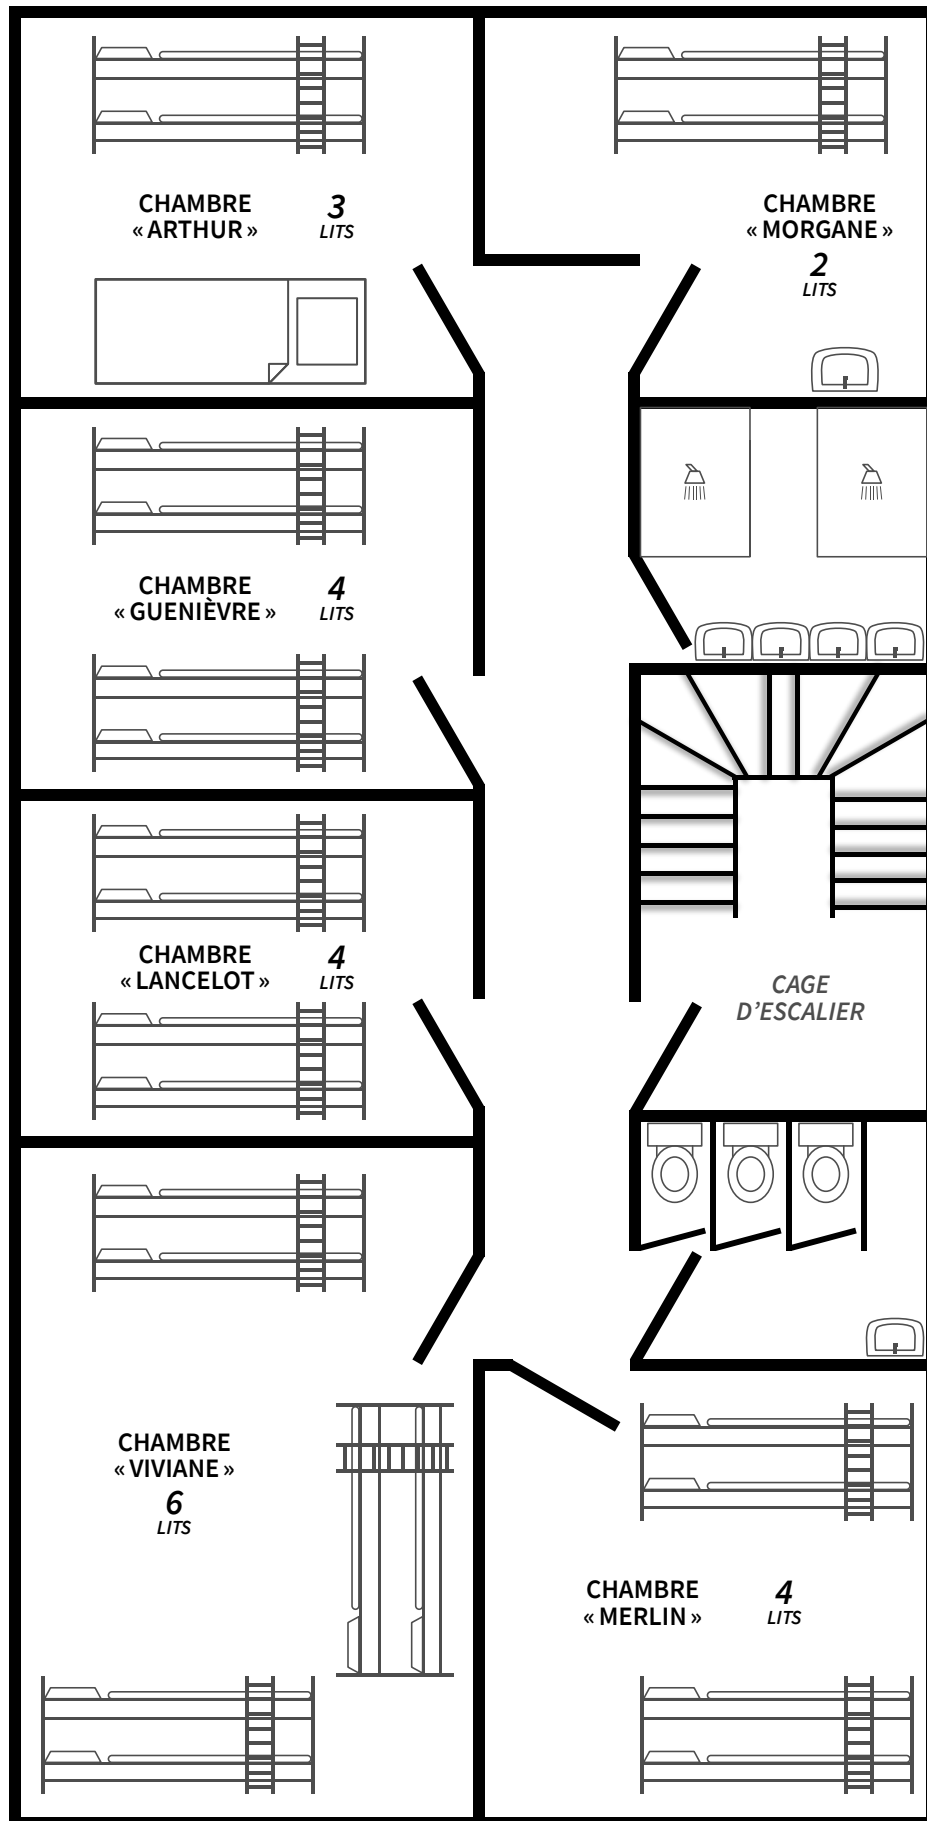 CHAMBRE
« ARTHUR »
3
LITS
CHAMBRE
« MORGANE »
2
LITS
CHAMBRE
« GUENIÈVRE »
4
LITS
CHAMBRE
« LANCELOT »
4
LITS
CAGE
D’ESCALIER
CHAMBRE
« VIVIANE »
6
LITS
CHAMBRE
« MERLIN »
4
LITS